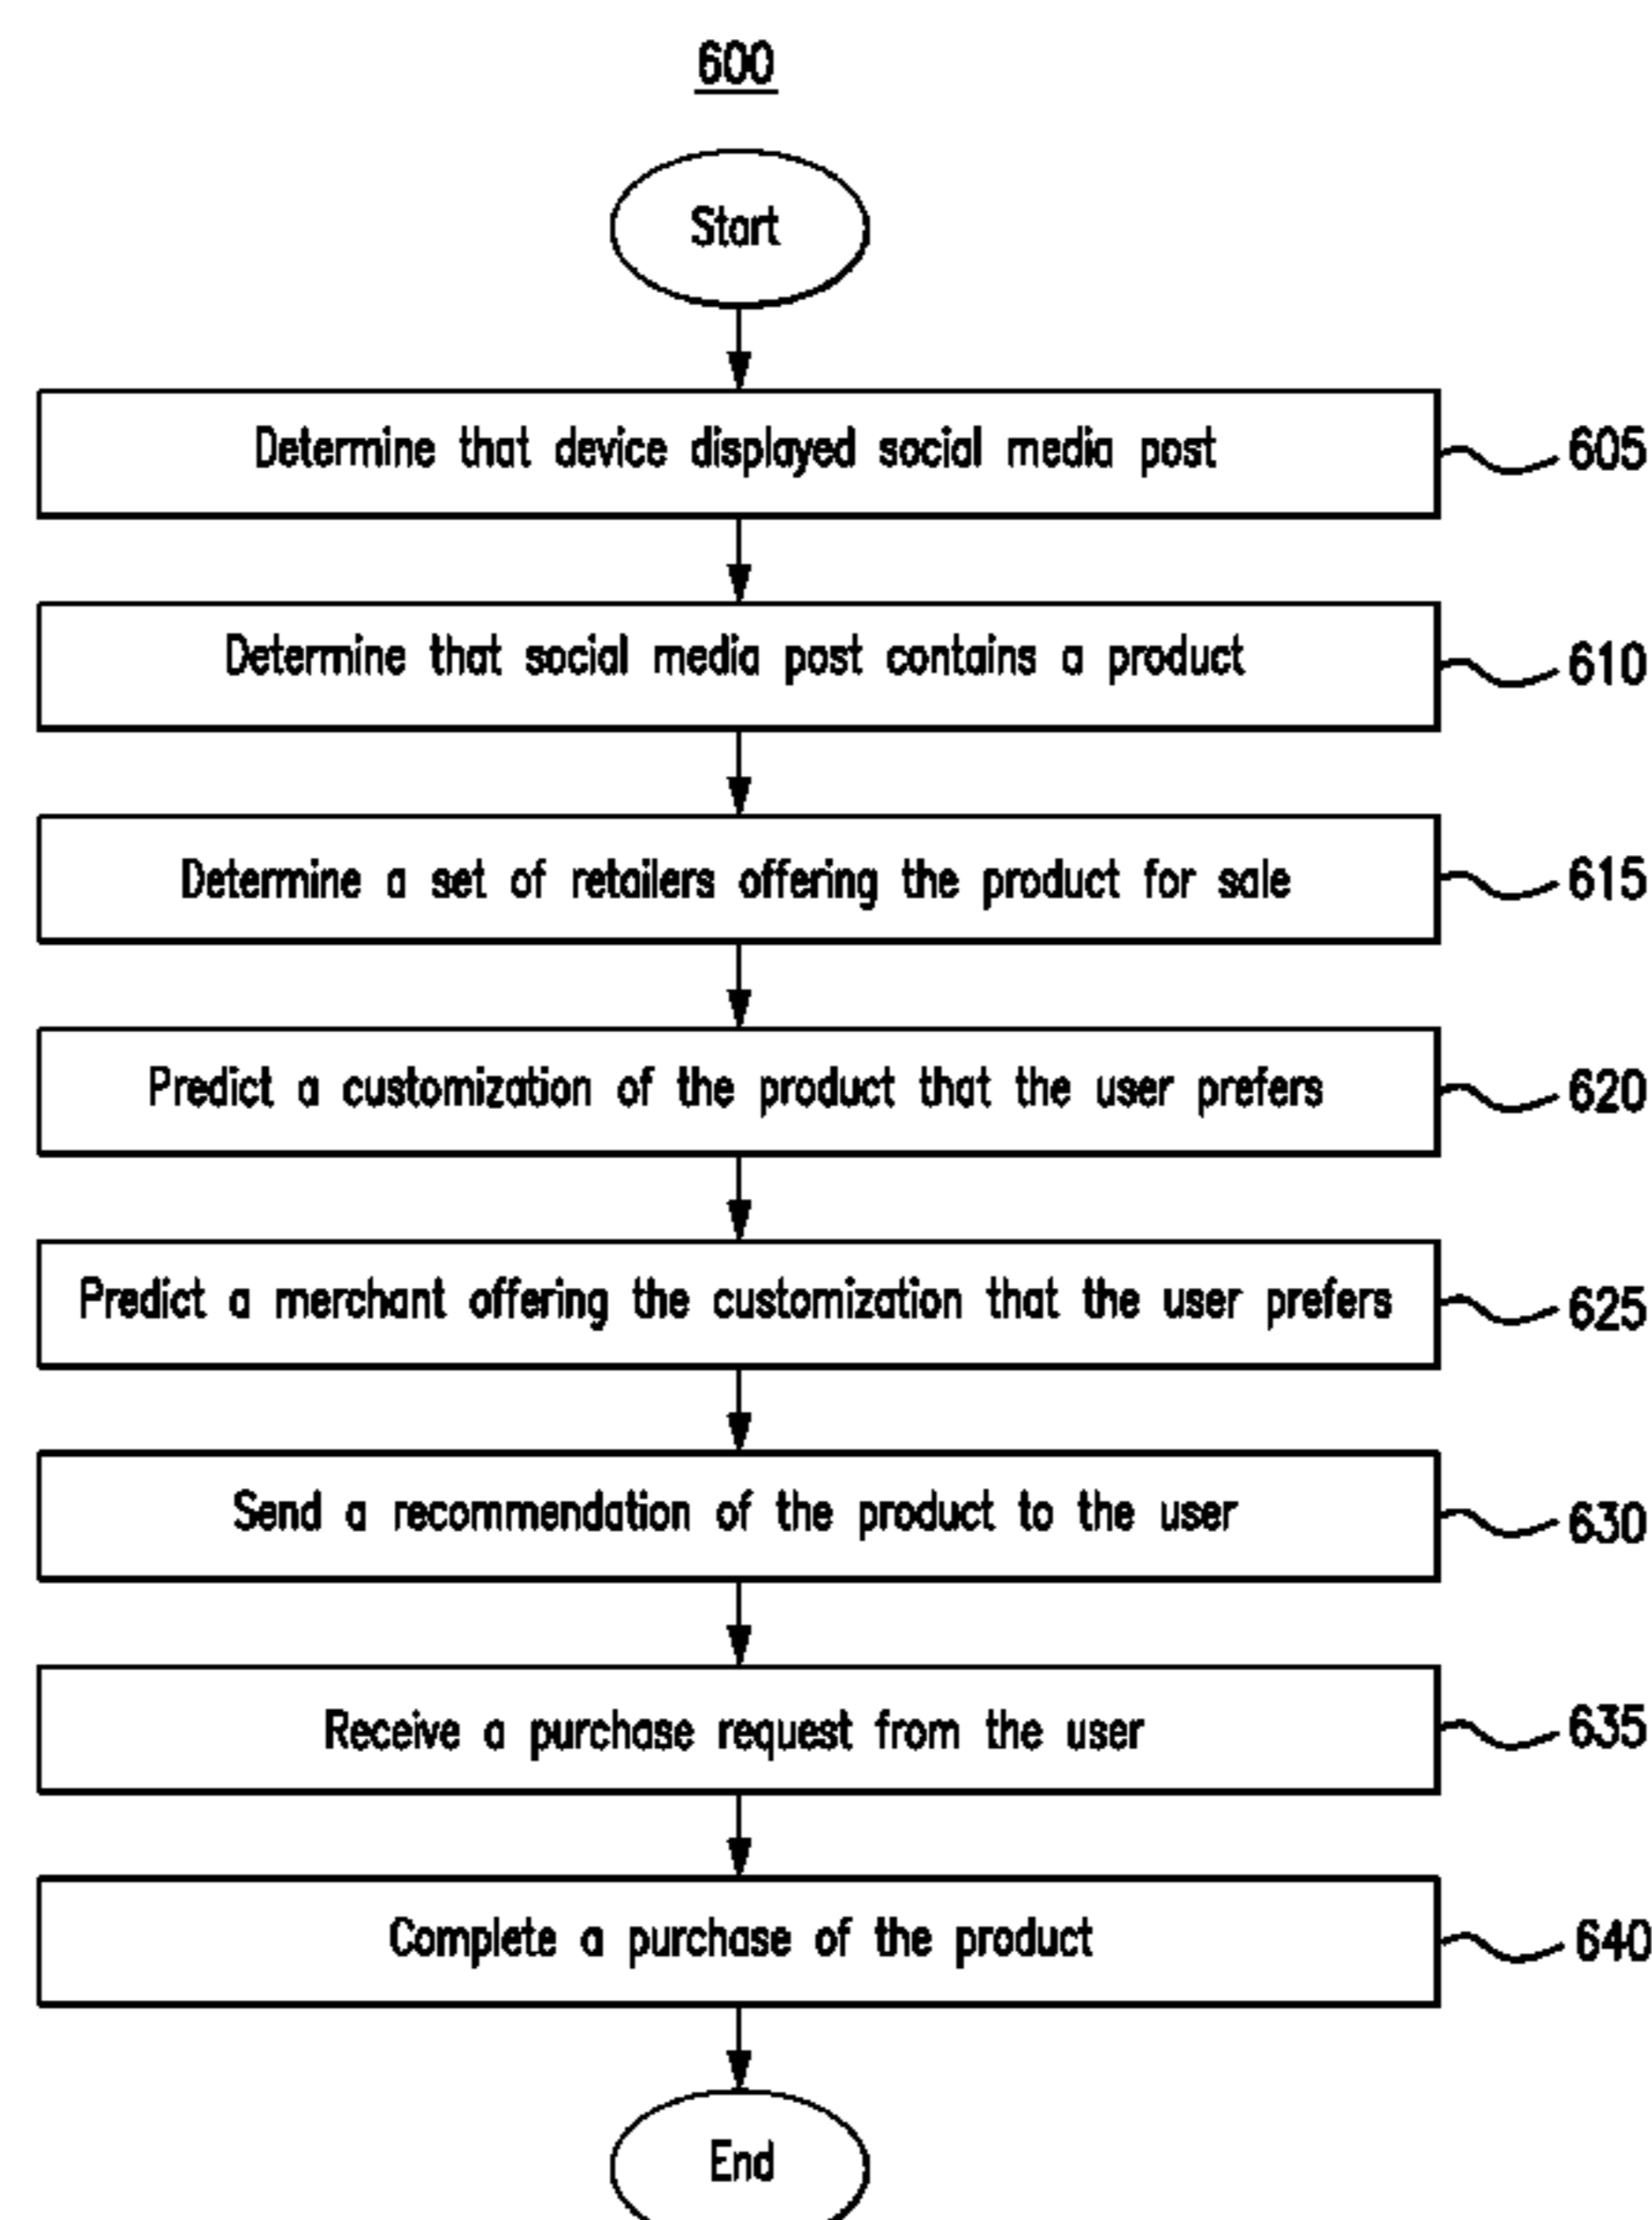 600
Start
Determine that device displayed social media post
605
Determine that social media post contains a product
610
Determine a set of retailers offering the product for sale
615
Predict a customization of the product that the user prefers
620
Predict a merchant offering the customization that the user prefers
625
Send a recommendation of the product to the user
630
Receive a purchase request from the user
635
Complete a purchase of the product
640
End